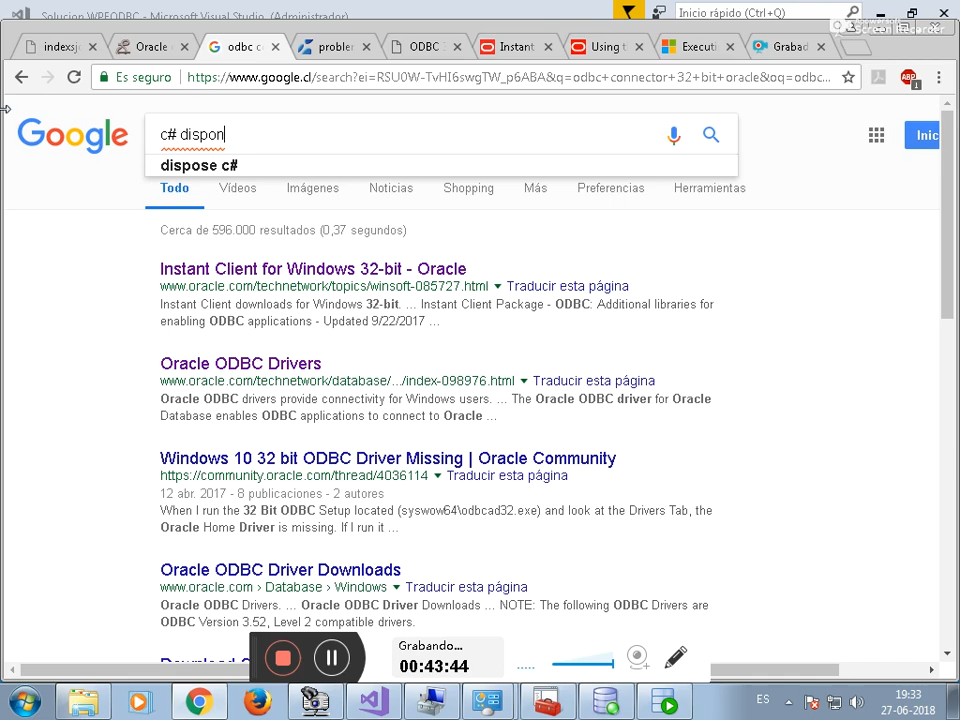 Solucion WPFODBC - Microsoft Visual Studio (Administrador)
Inicio rápido (Ctrl+Q)
Screen Recorder
indexsj
Oracle
odbc c
problem
ODBC
Instant
Using t
Executi
Grabad
Es seguro
https://www.google.cl/search?ei=RSU0W-TvHI6swgTW_p6ABA&q=odbc+connector+32+bit+oracle&oq=odbc...
ABP
1
Google
c# dispon
Inic
dispose c#
Todo
Vídeos
Imágenes
Noticias
Shopping
Más
Preferencias
Herramientas
Cerca de 596.000 resultados (0,37 segundos)
Instant Client for Windows 32-bit - Oracle
www.oracle.com/technetwork/topics/winsoft-085727.html ▼ Traducir esta página
Instant Client downloads for Windows 32-bit. ... Instant Client Package - ODBC: Additional libraries for
enabling ODBC applications - Updated 9/22/2017 ...
Oracle ODBC Drivers
www.oracle.com/technetwork/database/.../index-098976.html ▼ Traducir esta página
Oracle ODBC drivers provide connectivity for Windows users. ... The Oracle ODBC driver for Oracle
Database enables ODBC applications to connect to Oracle ...
Windows 10 32 bit ODBC Driver Missing | Oracle Community
https://community.oracle.com/thread/4036114 ▼ Traducir esta página
12 abr. 2017 - 8 publicaciones - 2 autores
When I run the 32 Bit ODBC Setup located (syswow64\odbcad32.exe) and look at the Drivers Tab, the
Oracle Home Driver is missing. If I run it ...
Oracle ODBC Driver Downloads
www.oracle.com › Database › Windows ▼ Traducir esta página
Oracle ODBC Drivers. ... Oracle ODBC Driver Downloads ... NOTE: The following ODBC Drivers are
ODBC Version 3.52, Level 2 compatible drivers.
Grabando...
00:43:44
ES
19:33
27-06-2018